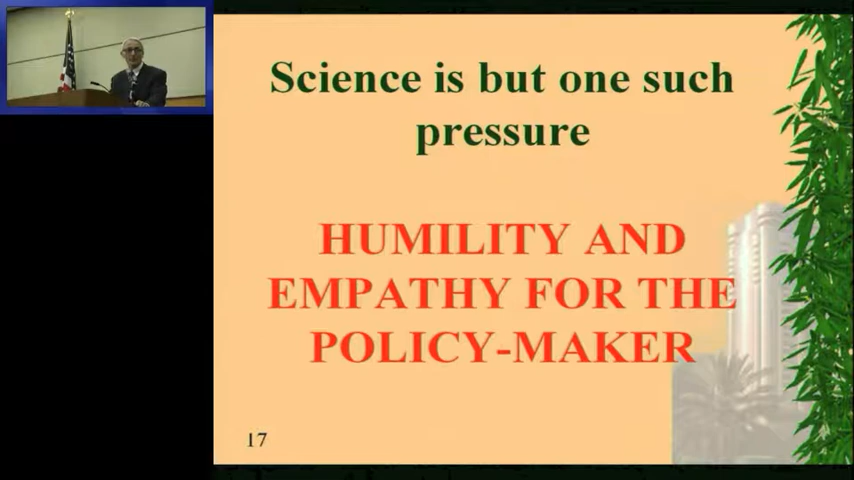 Science is but one such
pressure
HUMILITY AND
EMPATHY FOR THE
POLICY-MAKER
17